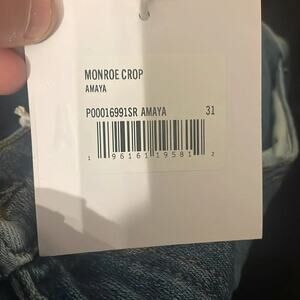 MONROE CROP
AMAYA
P00016991SR AMAYA 31
1 96161 19581 2